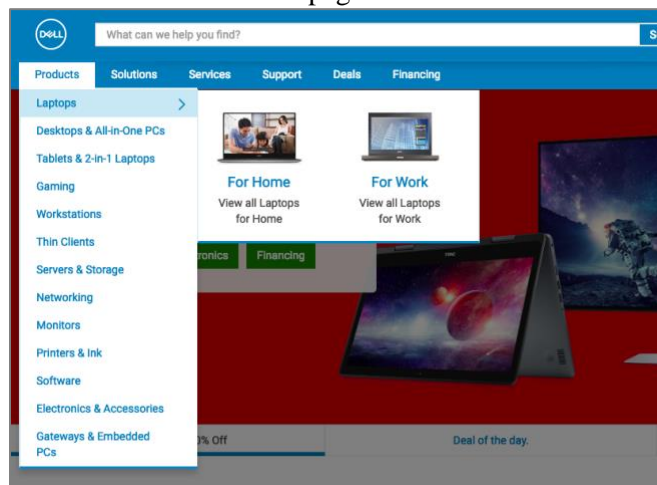 DELL
What can we help you find?
Products Solutions Services Support Deals Financing
Laptops
Desktops & All-in-One PCs
Tablets & 2-in-1 Laptops
Gaming
Workstations
Thin Clients
Servers & Storage
Networking
Monitors
Printers & Ink
Software
Electronics & Accessories
Gateways & Embedded
PCs
For Home
View all Laptops
for Home
For Work
View all Laptops
for Work
Financing
Off
Deal of the day.